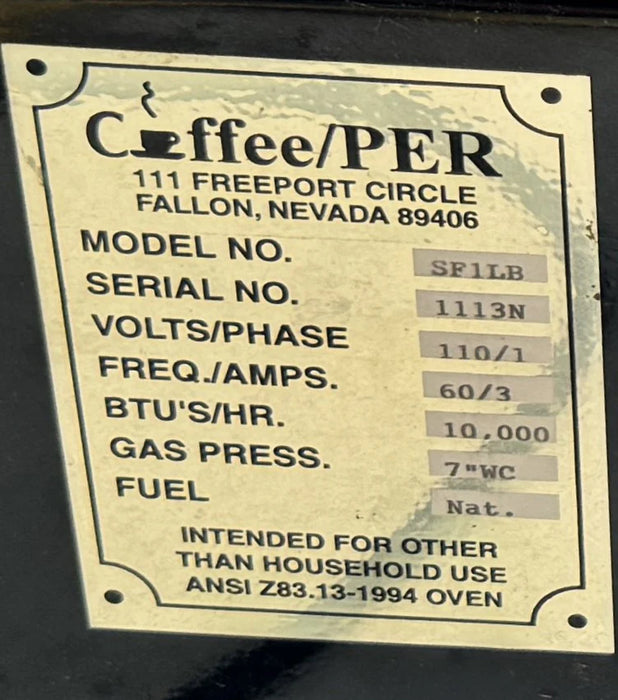 Coffee/PER
111 FREEPORT CIRCLE
FALLON, NEVADA 89406
MODEL NO. SF1LB
SERIAL NO. 1113N
VOLTS/PHASE 110/1
FREQ./AMPS. 60/3
BTU'S/HR. 10,000
GAS PRESS. 7"WC
FUEL Nat.
INTENDED FOR OTHER
THAN HOUSEHOLD USE
ANSI Z83.13-1994 OVEN